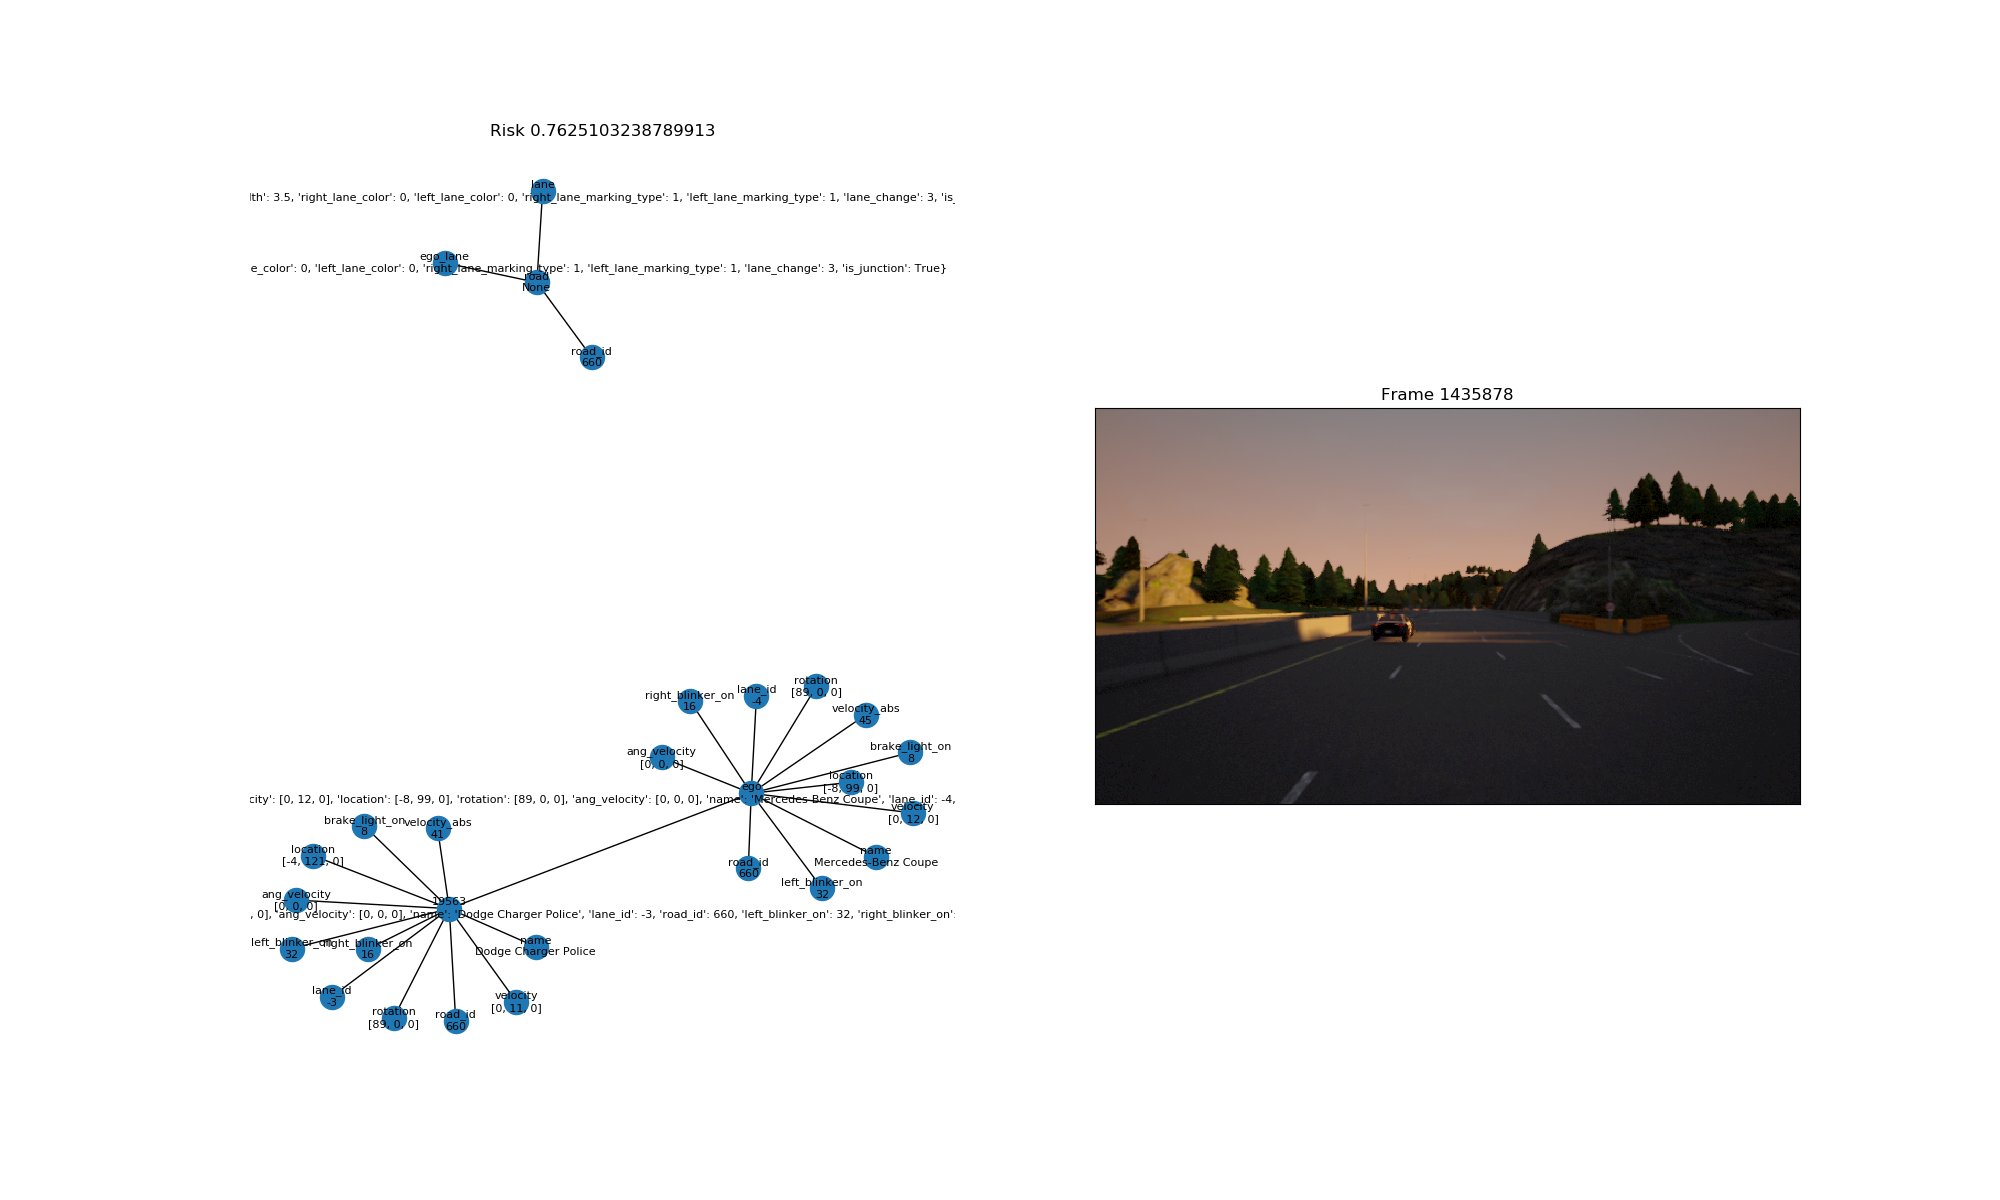 Risk 0.7625103238789913
lane
lth': 3.5, 'right_lane_color': 0, 'left_lane_color': 0, 'right_lane_marking_type': 1, 'left_lane_marking_type': 1, 'lane_change': 3, 'is_
ego_lane
e_color': 0, 'left_lane_color': 0, 'right_lane_marking_type': 1, 'left_lane_marking_type': 1, 'lane_change': 3, 'is_junction': True}
road
None
road_id
660
Frame 1435878
rotation
[89, 0, 0]
lane_id
-4
right_blinker_on
16
velocity_abs
45
brake_light_on
8
ang_velocity
[0, 0, 0]
location
[-8, 99, 0]
ego
city': [0, 12, 0], 'location': [-8, 99, 0], 'rotation': [89, 0, 0], 'ang_velocity': [0, 0, 0], 'name': 'Mercedes-Benz Coupe', 'lane_id': -4,
velocity
[0, 12, 0]
brake_light_on
8
velocity_abs
41
location
[-4, 121, 0]
name
Mercedes-Benz Coupe
road_id
660
left_blinker_on
32
ang_velocity
[0, 0, 0]
19563
, 0], 'ang_velocity': [0, 0, 0], 'name': 'Dodge Charger Police', 'lane_id': -3, 'road_id': 660, 'left_blinker_on': 32, 'right_blinker_on':
left_blinker_on
32
right_blinker_on
16
name
Dodge Charger Police
lane_id
-3
velocity
[0, 11, 0]
rotation
[89, 0, 0]
road_id
660